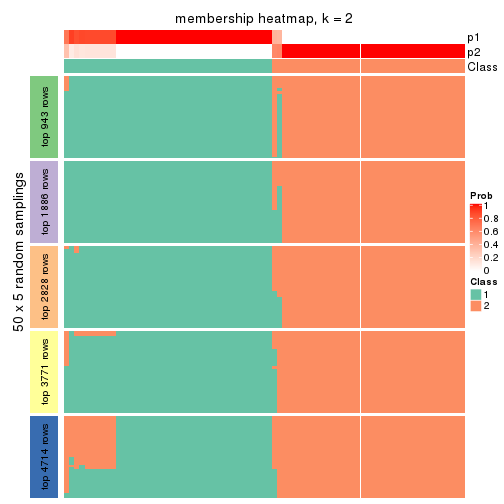 membership heatmap, k = 2
p1
p2
Class
50 x 5 random samplings
top 943 rows
top 1886 rows
top 2828 rows
top 3771 rows
top 4714 rows
Prob
1
0.8
0.6
0.4
0.2
0
Class
1
2